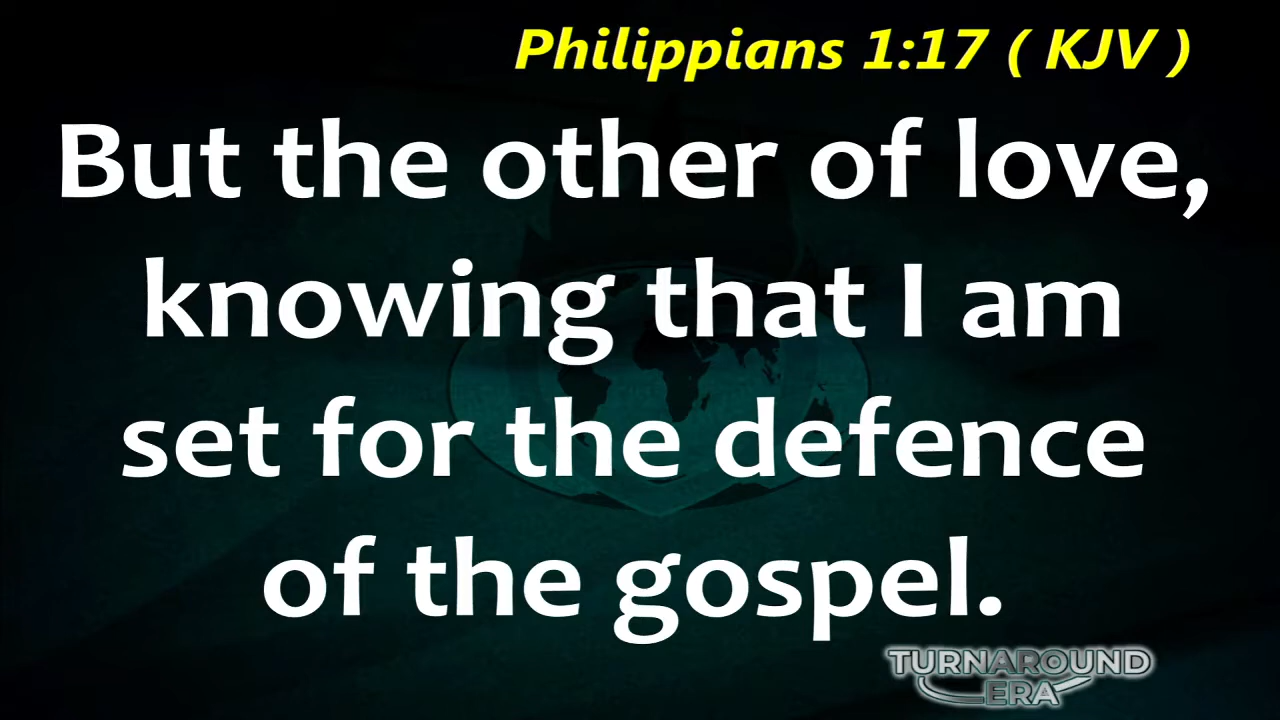 Philippians 1:17 ( KJV )
But the other of love,
knowing that I am
set for the defence
of the gospel.
TURNAROUND
ERA